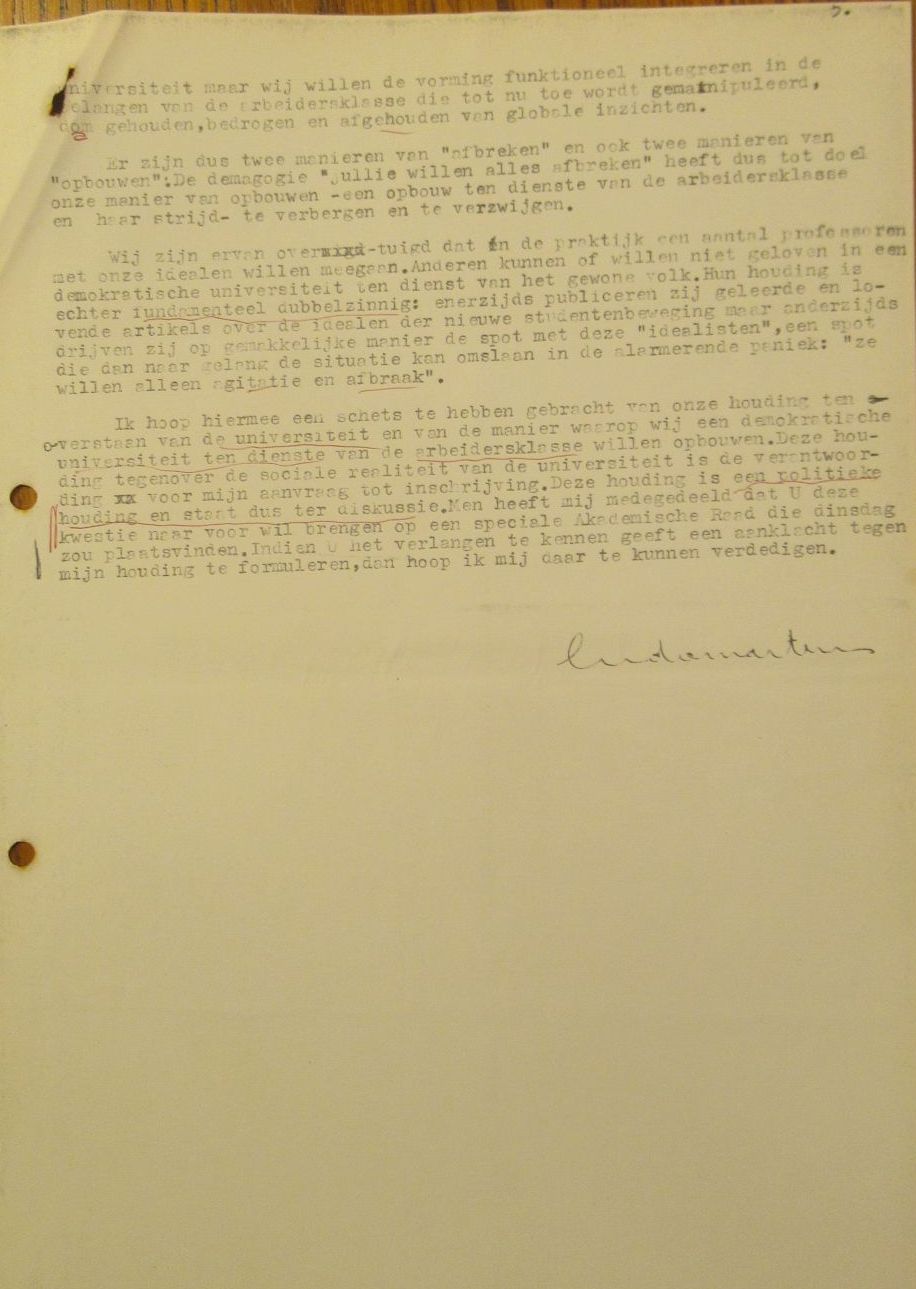 5.
universiteit maar wij willen de vorming funktioneel integreren in de
belangen van de arbeidersklasse die tot nu toe wordt gemanipuleerd,
dom gehouden,bedrogen en afgehouden van globale inzichten.
Er zijn dus twee manieren van "afbreken" en ook twee manieren van
"opbouwen":De demagogie "jullie willen alles afbreken" heeft dus tot doel
onze manier van opbouwen -een opbouw ten dienste van de arbeidersklasse
en haar strijd- te verbergen en te verzwijgen.
Wij zijn ervan over-tuigd dat in de praktijk een aantal professoren
met onze idealen willen meegaan.Anderen kunnen of willen niet geloven in een
demokratische universiteit ten dienst van het gewone volk.Hun houding is
echter fundamenteel dubbelzinnig: enerzijds publiceren zij geleerde en lo-
vende artikels over de idealen der nieuwe studentenbeweging maar anderzijds
drijven zij op gemakkelijke manier de spot met deze "idealisten",een spot
die dan naar gelang de situatie kan omslaan in de alarmerende paniek: "ze
willen alleen agitatie en afbraak".
Ik hoop hiermee een schets te hebben gebracht van onze houding ten
overstaan van de universiteit en van de manier waarop wij een demokratische
universiteit ten dienste van de arbeidersklasse willen opbouwen.Deze hou-
ding tegenover de sociale realiteit van de universiteit is de verantwoor-
ding xx voor mijn aanvraag tot inschrijving.Deze houding is een politieke
houding en staat dus ter diskussie.Men heeft mij medegedeeld dat U deze
kwestie naar voor wil brengen op een speciale Akademische Raad die dinsdag
zou plaatsvinden.Indien U het verlangen te kennen geeft een aanklacht tegen
mijn houding te formuleren,dan hoop ik mij daar te kunnen verdedigen.
Ludo martens